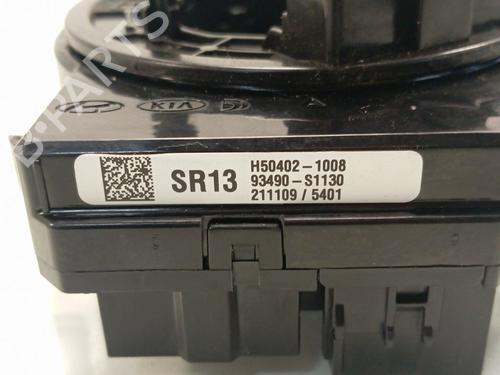 B-PARTS
KIA
SR13
H50402-1008
93490-S1130
211109 / 5401